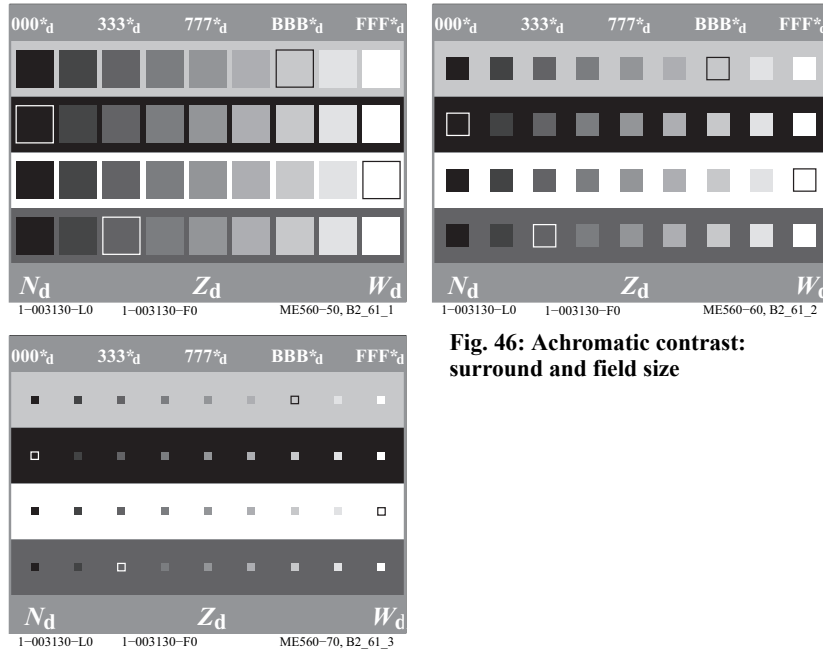 000*d 333*d 777*d BBB*d FFF*d
Nd Zd Wd
1−003130−L0 1−003130−F0 ME560−50, B2_61_1
000*d 333*d 777*d BBB*d FFF*d
Nd Zd Wd
1−003130−L0 1−003130−F0 ME560−60, B2_61_2
Fig. 46: Achromatic contrast:
surround and field size
000*d 333*d 777*d BBB*d FFF*d
Nd Zd Wd
1−003130−L0 1−003130−F0 ME560−70, B2_61_3